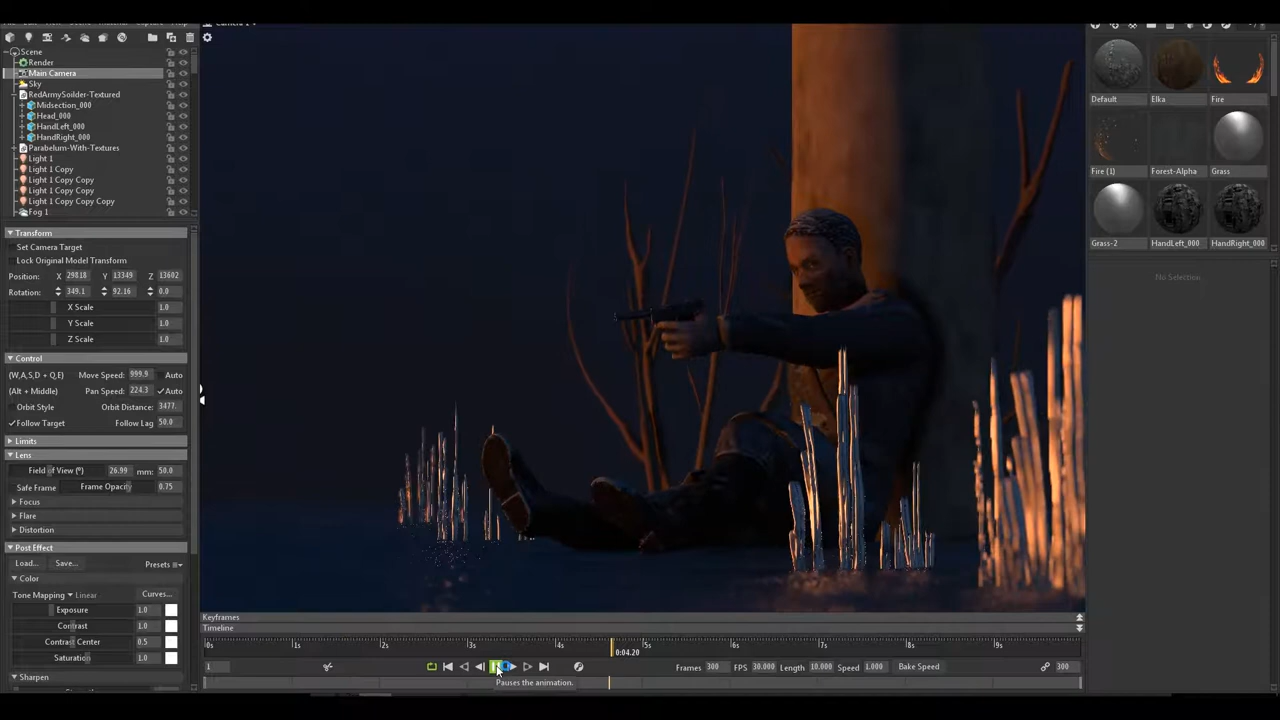 Camera 1
Scene
Render
Main Camera
Sky
RedArmySoilder-Textured
Midsection_000
Head_000
HandLeft_000
HandRight_000
Parabelum-With-Textures
Light 1
Light 1 Copy
Light 1 Copy Copy
Light 1 Copy Copy
Light 1 Copy Copy Copy
Fog 1
Transform
Set Camera Target
Lock Original Model Transform
Position: X 29818 Y 13349 Z 13602
Rotation: 349.1 92.16 0.0
X Scale 1.0
Y Scale 1.0
Z Scale 1.0
Control
(W,A,S,D + Q,E) Move Speed: 999.9 Auto
(Alt + Middle) Pan Speed: 224.3 Auto
Orbit Style Orbit Distance: 3477.
Follow Target Follow Lag 50.0
Limits
Lens
Field of View (º) 26.99 mm: 50.0
Safe Frame Frame Opacity 0.75
Focus
Flare
Distortion
Post Effect
Load... Save... Presets
Color
Tone Mapping Linear Curves...
Exposure 1.0
Contrast 1.0
Contrast Center 0.5
Saturation 1.0
Sharpen
Keyframes
Timeline
0s 1s 2s 3s 4s 5s 6s 7s 8s 9s
0:04.20
1 Frames 300 FPS 30.000 Length 10.000 Speed 1.000 Bake Speed 300
Pauses the animation.
Default Elka Fire
Fire (1) Forest-Alpha Grass
Grass-2 HandLeft_000 HandRight_000
No Selection